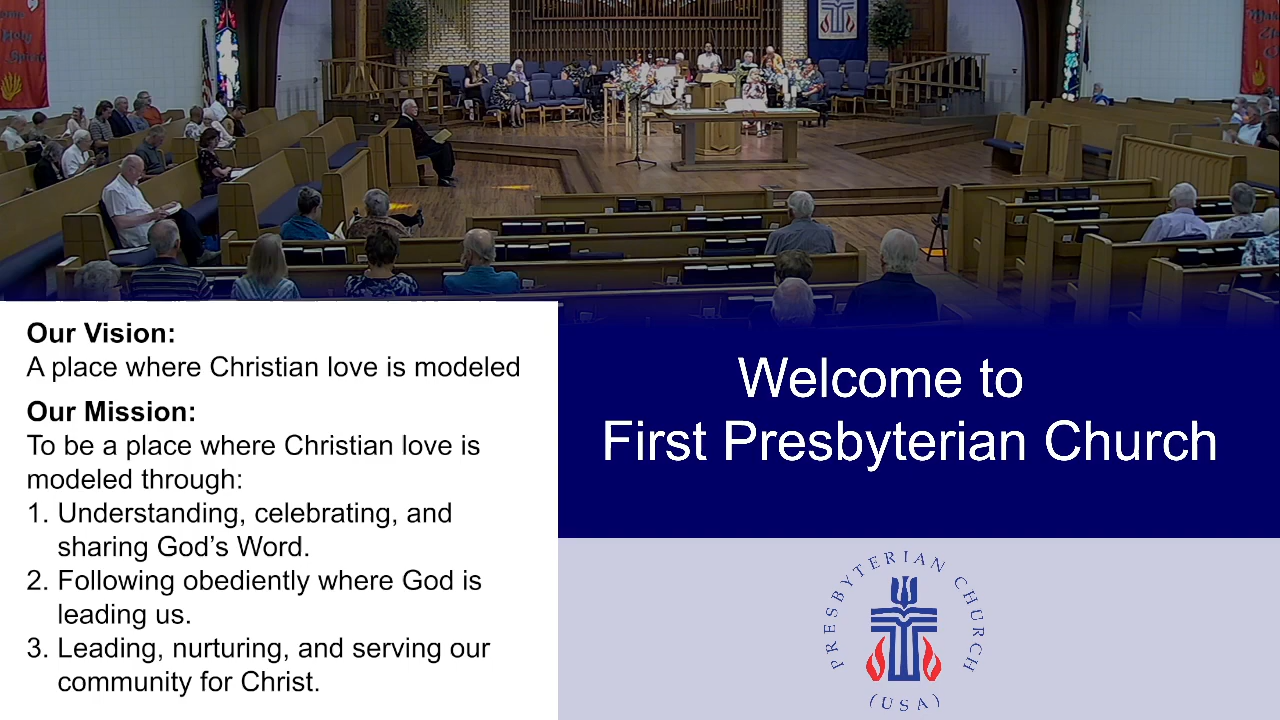 Our Vision:
A place where Christian love is modeled
Our Mission:
To be a place where Christian love is
modeled through:
1. Understanding, celebrating, and
sharing God’s Word.
2. Following obediently where God is
leading us.
3. Leading, nurturing, and serving our
community for Christ.
Welcome to
First Presbyterian Church
PRESBYTERIAN CHURCH
(USA)